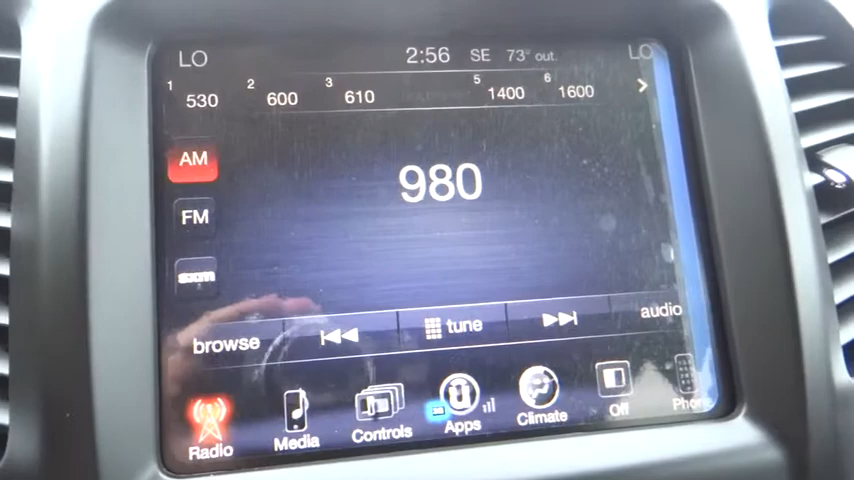 LO 2:56 SE 73° out. LO
1 530 2 600 3 610 5 1400 6 1600
AM
980
FM
sxm
browse tune audio
Radio Media Controls Apps Climate Off Phone